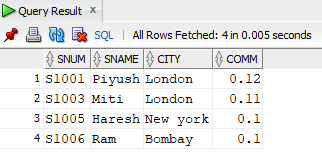 Query Result ×
SQL | All Rows Fetched: 4 in 0.005 seconds
SNUM SNAME CITY COMM
1 S1001 Piyush London 0.12
2 S1003 Miti London 0.11
3 S1005 Haresh New york 0.1
4 S1006 Ram Bombay 0.1